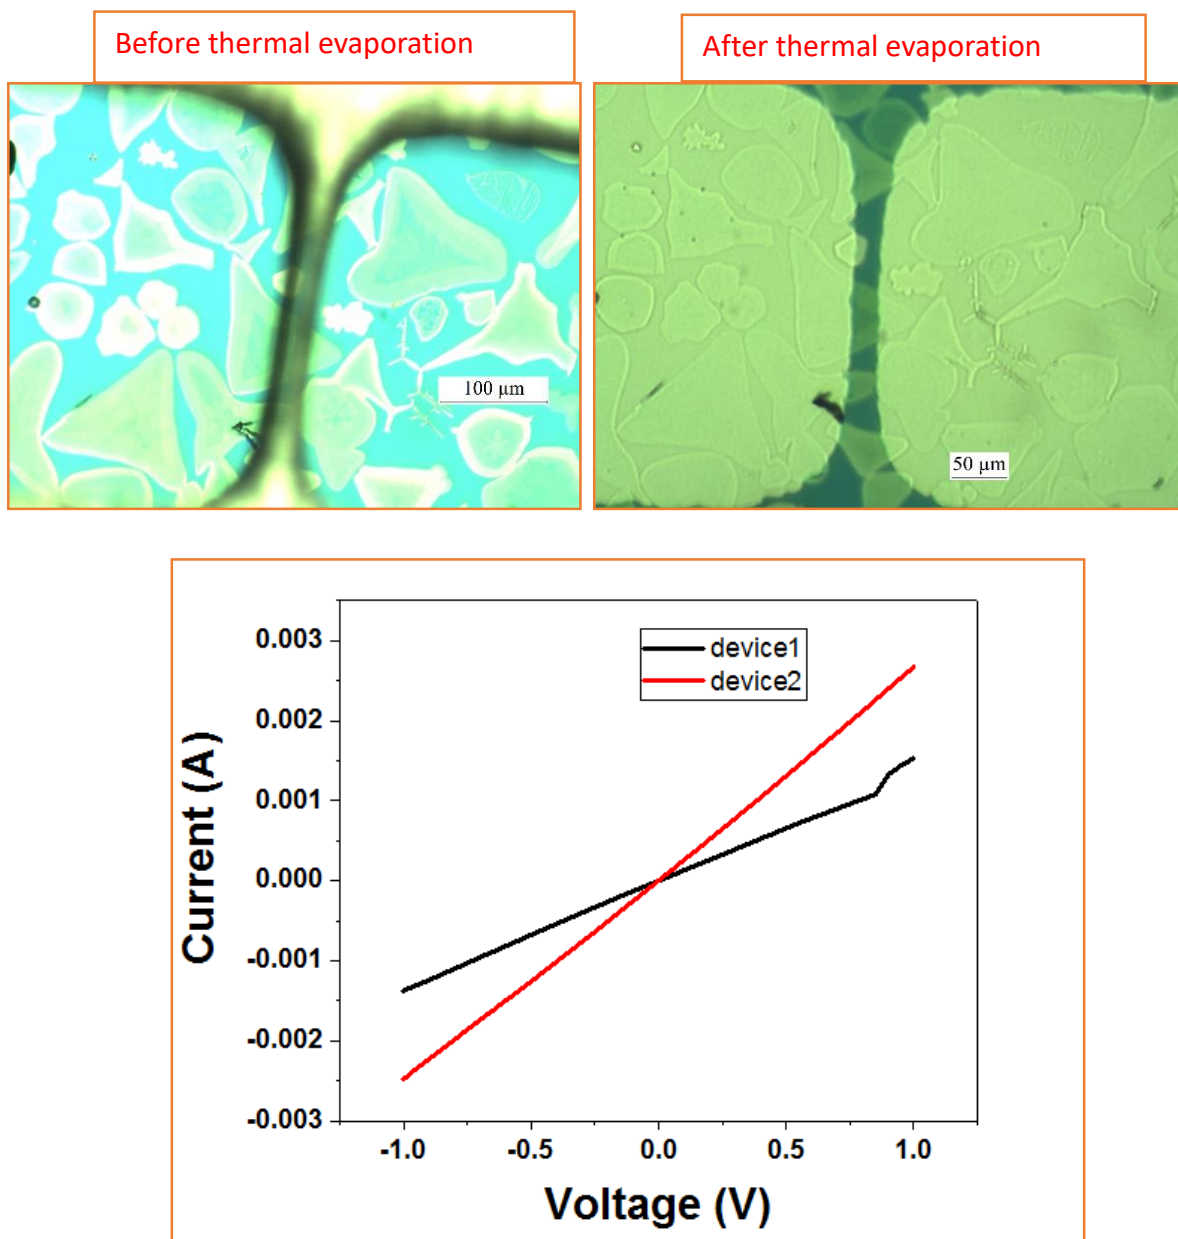 Before thermal evaporation
After thermal evaporation
100 μm
50 μm
device1
device2
0.003
0.002
0.001
0.000
-0.001
-0.002
-0.003
Current (A)
-1.0
-0.5
0.0
0.5
1.0
Voltage (V)